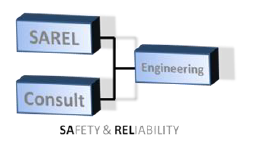 SAREL
Engineering
Consult
SAFETY & RELIABILITY